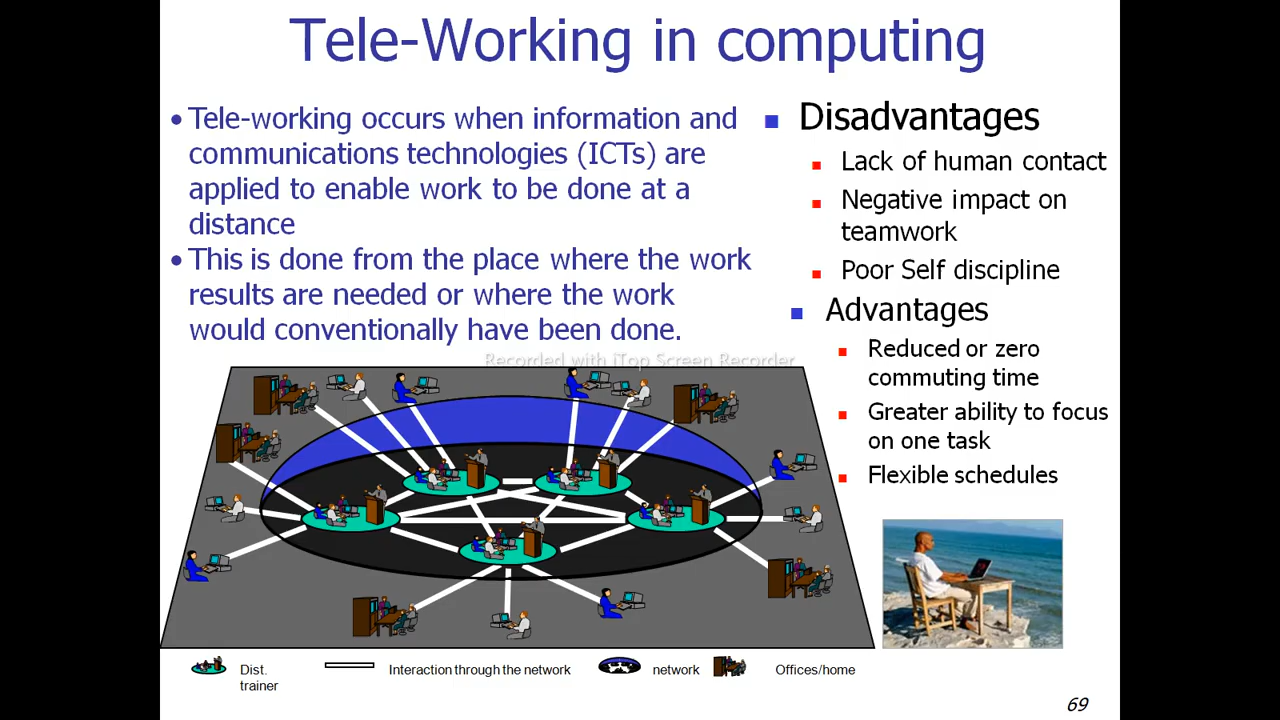 Tele-Working in computing
• Tele-working occurs when information and
communications technologies (ICTs) are
applied to enable work to be done at a
distance
• This is done from the place where the work
results are needed or where the work
would conventionally have been done.
Disadvantages
Lack of human contact
Negative impact on
teamwork
Poor Self discipline
Advantages
Reduced or zero
commuting time
Greater ability to focus
on one task
Flexible schedules
Recorded with iTop Screen Recorder
Dist.
trainer
Interaction through the network
network
Offices/home
69